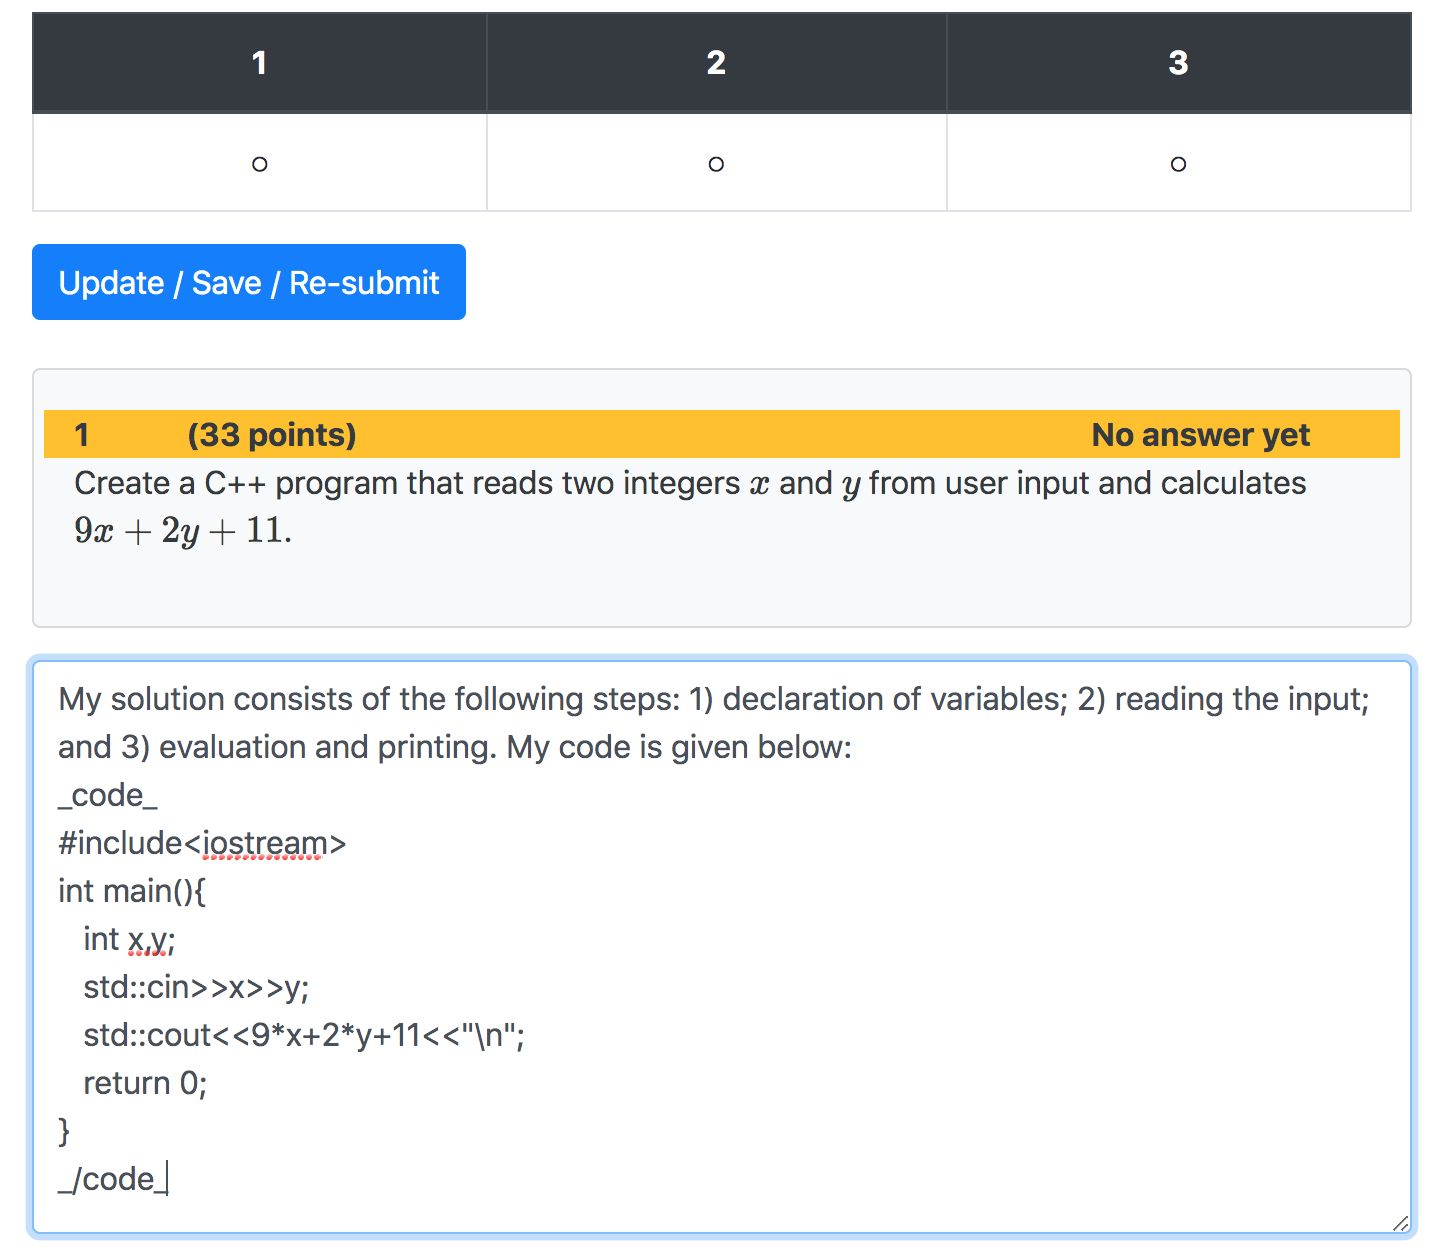 1 2 3
Update / Save / Re-submit
1 (33 points) No answer yet
Create a C++ program that reads two integers x and y from user input and calculates
9x + 2y + 11.
My solution consists of the following steps: 1) declaration of variables; 2) reading the input;
and 3) evaluation and printing. My code is given below:
_code_
#include<iostream>
int main(){
   int x,y;
   std::cin>>x>>y;
   std::cout<<9*x+2*y+11<<"\n";
   return 0;
}
_/code_